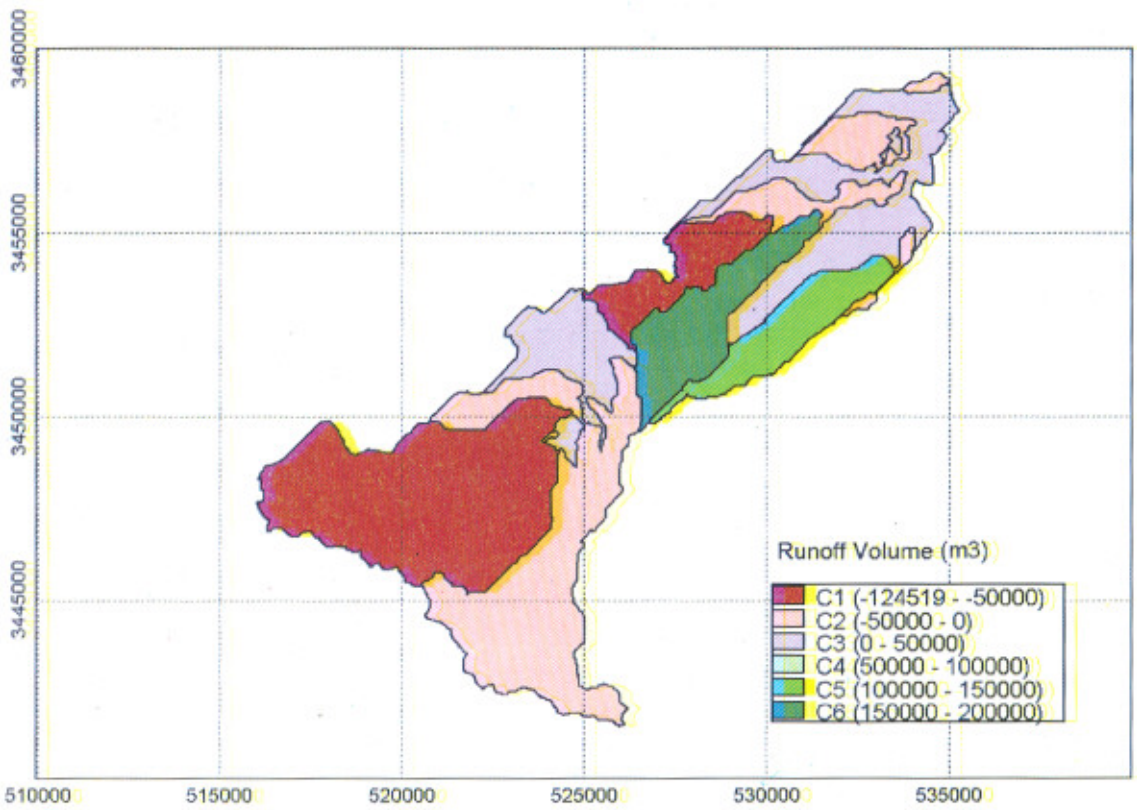 3460000
3455000
3450000
3445000
Runoff Volume (m3)
C1 (-124519 - -50000)
C2 (-50000 - 0)
C3 (0 - 50000)
C4 (50000 - 100000)
C5 (100000 - 150000)
C6 (150000 - 200000)
510000 515000 520000 525000 530000 535000